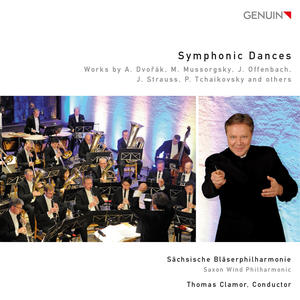 GENUIN
Symphonic Dances
Works by A. Dvořák, M. Mussorgsky, J. Offenbach,
J. Strauss, P. Tchaikovsky and others
Sächsische Bläserphilharmonie
Saxon Wind Philharmonic
Thomas Clamor, Conductor